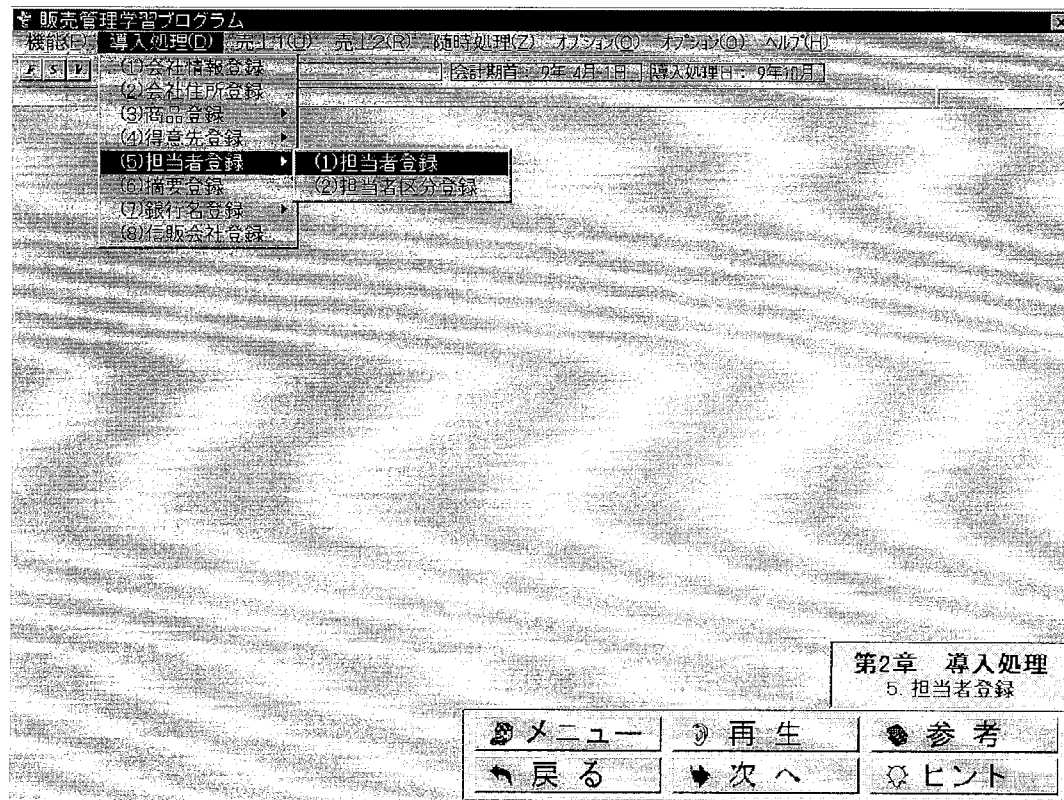 販売管理学習プログラム
機能(F) 導入処理(D) 売上1(U) 売上2(R) 随時処理(Z) オプション(O) オプション(O) ヘルプ(H)
会計期首： 9年 4月 1日 導入処理日： 9年10月
(1)会社情報登録
(2)会社住所登録
(3)商品登録
(4)得意先登録
(5)担当者登録 (1)担当者登録
(6)摘要登録 (2)担当者区分登録
(7)銀行名登録
(8)信販会社登録
第2章 導入処理
5. 担当者登録
メニュー 再生 参考
戻る 次へ ヒント